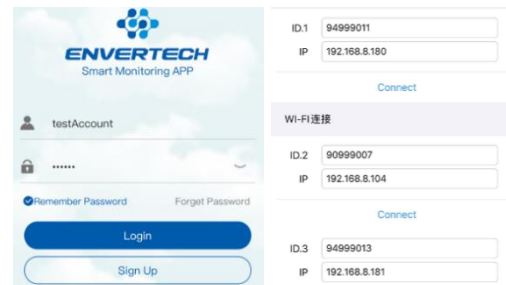 ENVERTECH
Smart Monitoring APP
testAccount
••••••
Remember Password Forget Password
Login
Sign Up
ID.1 94999011
IP 192.168.8.180
Connect
WI-FI连接
ID.2 90999007
IP 192.168.8.104
Connect
ID.3 94999013
IP 192.168.8.181